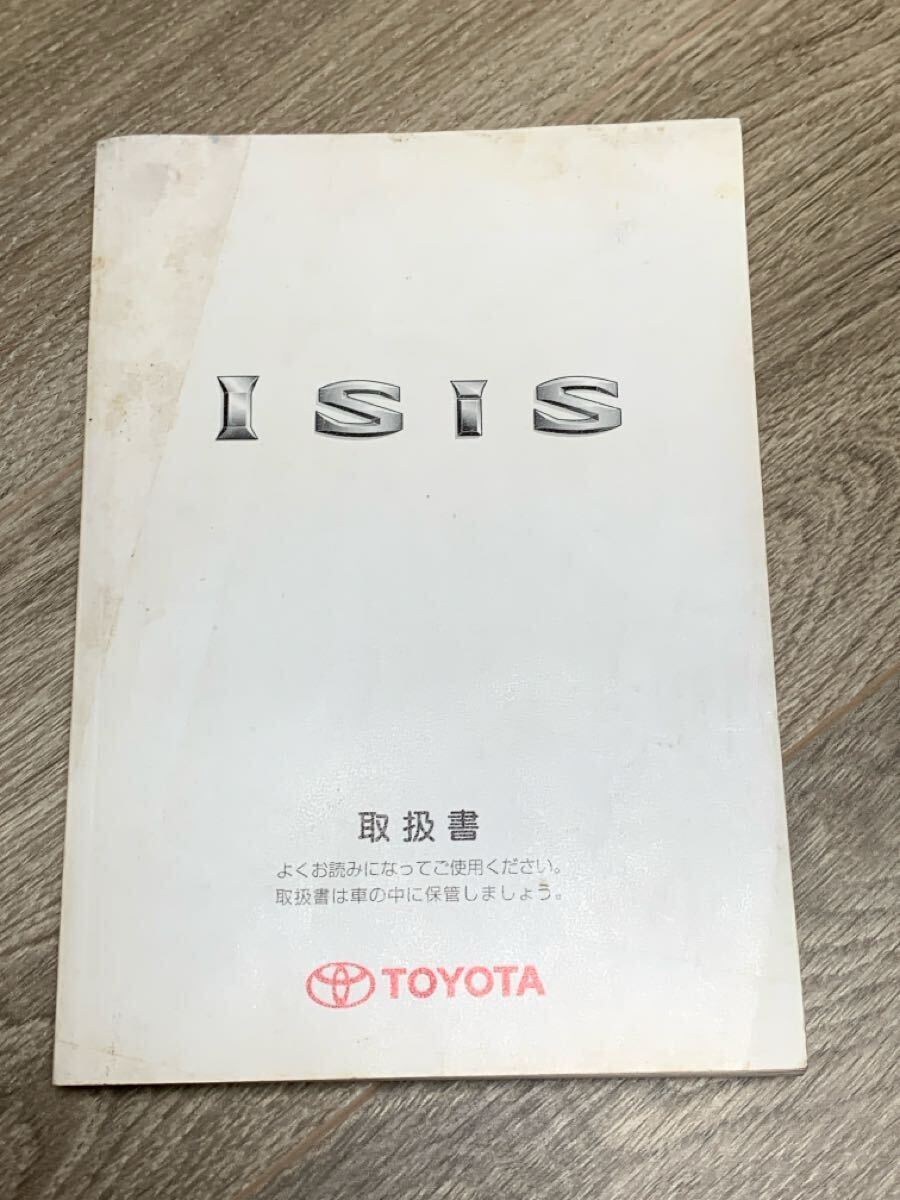 ISiS
取扱書
よくお読みになってご使用ください。
取扱書は車の中に保管しましょう。
TOYOTA